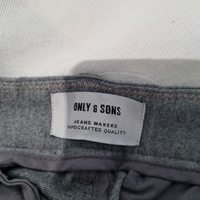 ONLY & SONS
JEANS MAKERS
HANDCRAFTED QUALITY